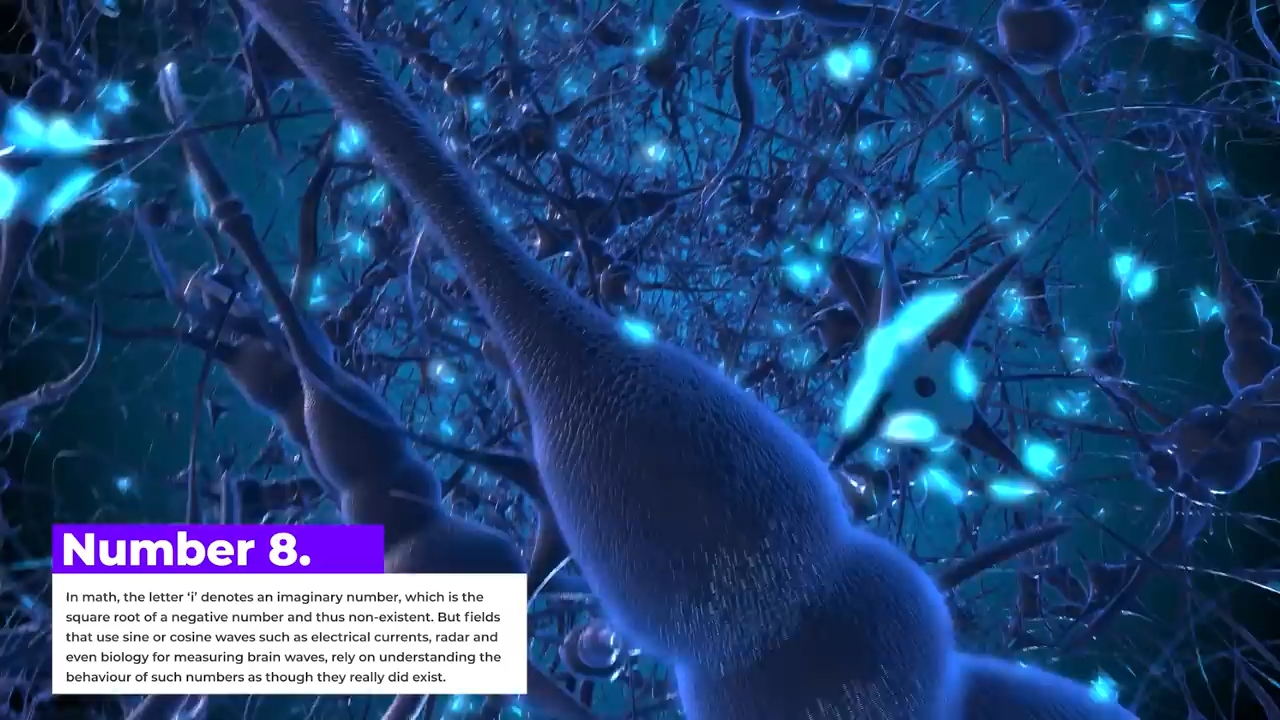 Number 8.
In math, the letter ‘i’ denotes an imaginary number, which is the
square root of a negative number and thus non-existent. But fields
that use sine or cosine waves such as electrical currents, radar and
even biology for measuring brain waves, rely on understanding the
behaviour of such numbers as though they really did exist.